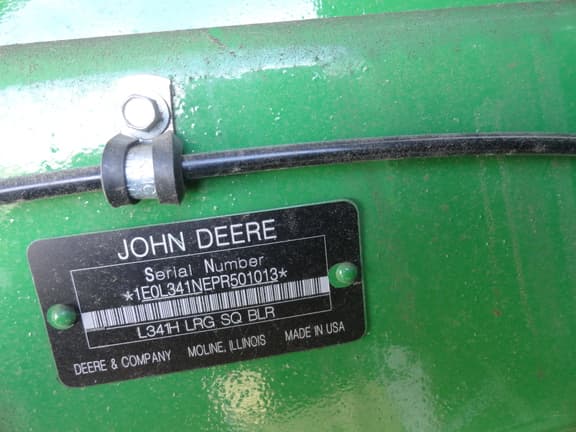 JOHN DEERE
Serial Number
*1E0L341NEPR501013*
L341H LRG SQ BLR
DEERE & COMPANY MOLINE, ILLINOIS MADE IN USA